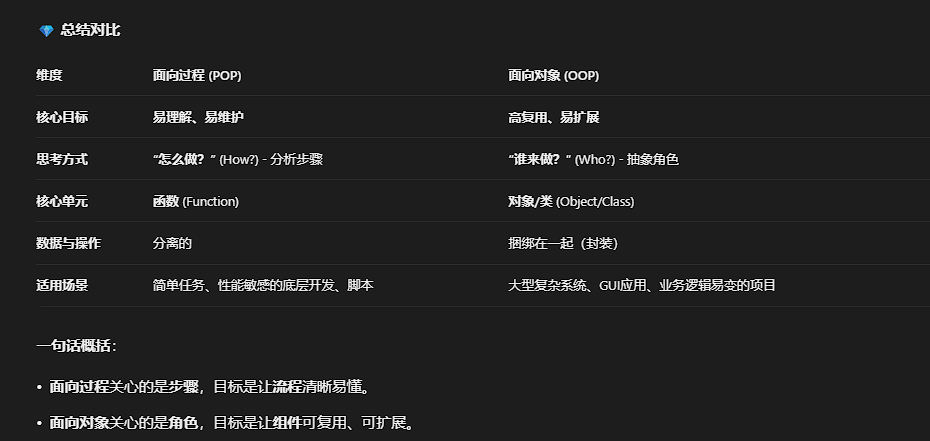 💎 总结对比
维度 面向过程 (POP) 面向对象 (OOP)
核心目标 易理解、易维护 高复用、易扩展
思考方式 “怎么做？” (How?) - 分析步骤 “谁来做？” (Who?) - 抽象角色
核心单元 函数 (Function) 对象/类 (Object/Class)
数据与操作 分离的 捆绑在一起（封装）
适用场景 简单任务、性能敏感的底层开发、脚本 大型复杂系统、GUI应用、业务逻辑易变的项目
一句话概括：
• 面向过程关心的是步骤，目标是让流程清晰易懂。
• 面向对象关心的是角色，目标是让组件可复用、可扩展。